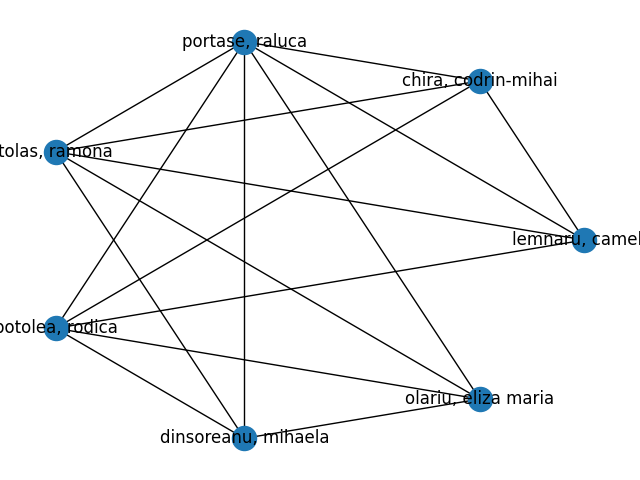 portase, raluca
chira, codrin-mihai
tolas, ramona
lemnaru, camel
potolea, rodica
olariu, eliza maria
dinsoreanu, mihaela